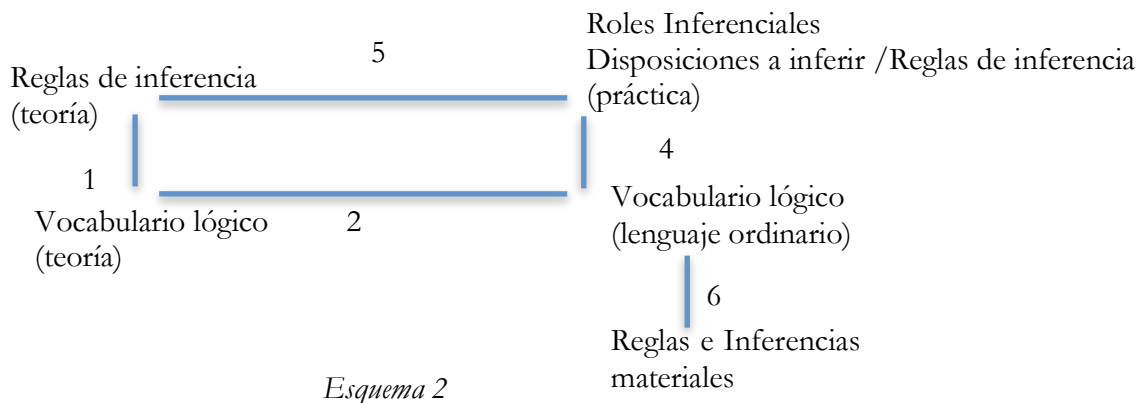 Roles Inferenciales
5
Disposiciones a inferir /Reglas de inferencia
Reglas de inferencia
(práctica)
(teoría)
4
1
Vocabulario lógico
Vocabulario lógico
2
(lenguaje ordinario)
(teoría)
6
Reglas e Inferencias
materiales
Esquema 2